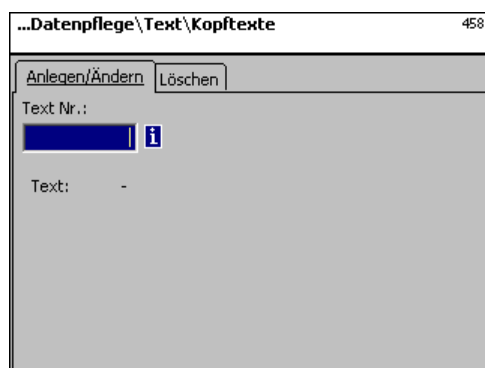 ...Datenpflege\Text\Kopftexte 458
Anlegen/Ändern Löschen
Text Nr.:
i
Text: -